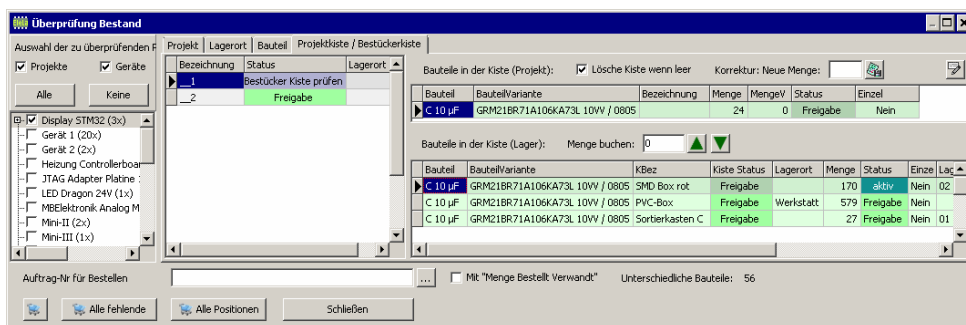 Überprüfung Bestand
Auswahl der zu überprüfenden P
Projekte Geräte
Alle Keine
Display STM32 (3x)
Gerät 1 (20x)
Gerät 2 (2x)
Heizung Controllerboar
JTAG Adapter Platine
LED Dragon 24V (1x)
MBElektronik Analog M
Mini-II (2x)
Mini-III (1x)
Projekt Lagerort Bauteil Projektkiste / Bestückerkiste
Bezeichnung Status Lagerort
__1 Bestücker Kiste prüfen
__2 Freigabe
Bauteile in der Kiste (Projekt): Lösche Kiste wenn leer Korrektur: Neue Menge:
Bauteil BauteilVariante Bezeichnung Menge MengeV Status Einzel
C 10 µF GRM21BR71A106KA73L 10VV / 0805 24 0 Freigabe Nein
Bauteile in der Kiste (Lager): Menge buchen: 0
Bauteil BauteilVariante KBez Kiste Status Lagerort Menge Status Einze Lag
C 10 µF GRM21BR71A106KA73L 10VV / 0805 SMD Box rot Freigabe 170 aktiv Nein 02
C 10 µF GRM21BR71A106KA73L 10VV / 0805 PVC-Box Freigabe Werkstatt 579 Freigabe Nein
C 10 µF GRM21BR71A106KA73L 10VV / 0805 Sortierkasten C Freigabe 27 Freigabe Nein 01
Auftrag-Nr für Bestellen ... Mit "Menge Bestellt Verwandt" Unterschiedliche Bauteile: 56
Alle fehlende Alle Positionen Schließen